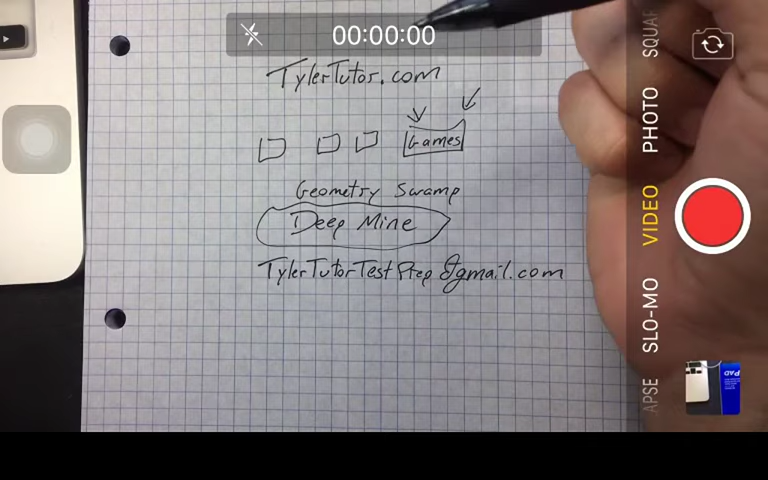 00:00:00
TylerTutor.com
Games
Geometry Swamp
Deep Mine
TylerTutorTestPrep@gmail.com
SQUAR
PHOTO
VIDEO
SLO-MO
APSE
PAD